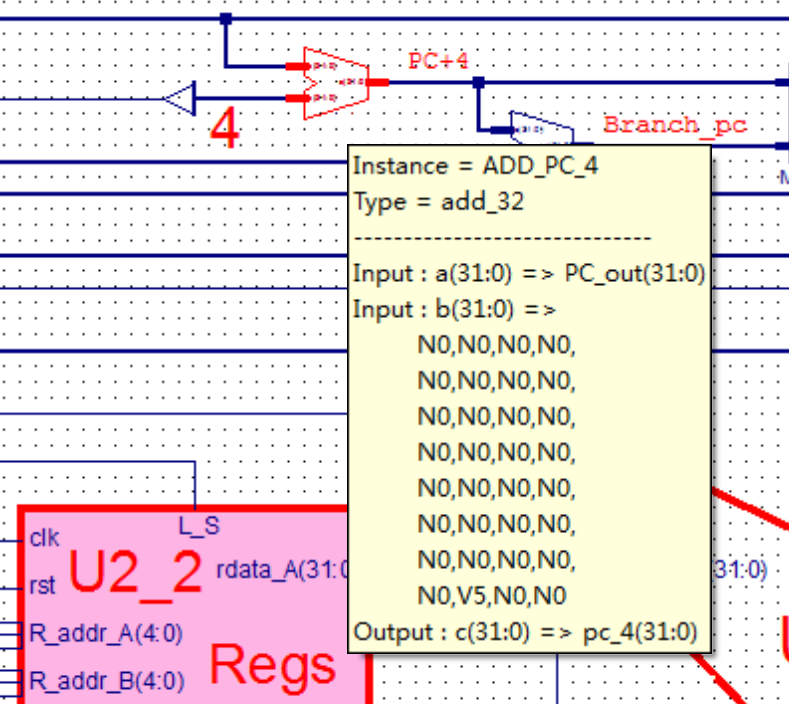 PC+4
4
Branch_pc
Instance = ADD_PC_4
Type = add_32
-----------------------------
Input : a(31:0) => PC_out(31:0)
Input : b(31:0) =>
N0,N0,N0,N0,
N0,N0,N0,N0,
N0,N0,N0,N0,
N0,N0,N0,N0,
N0,N0,N0,N0,
N0,N0,N0,N0,
N0,N0,N0,N0,
N0,V5,N0,N0
Output : c(31:0) => pc_4(31:0)
L_S
clk
U2_2
rdata_A(31:0
31:0)
rst
R_addr_A(4:0)
Regs
R_addr_B(4:0)